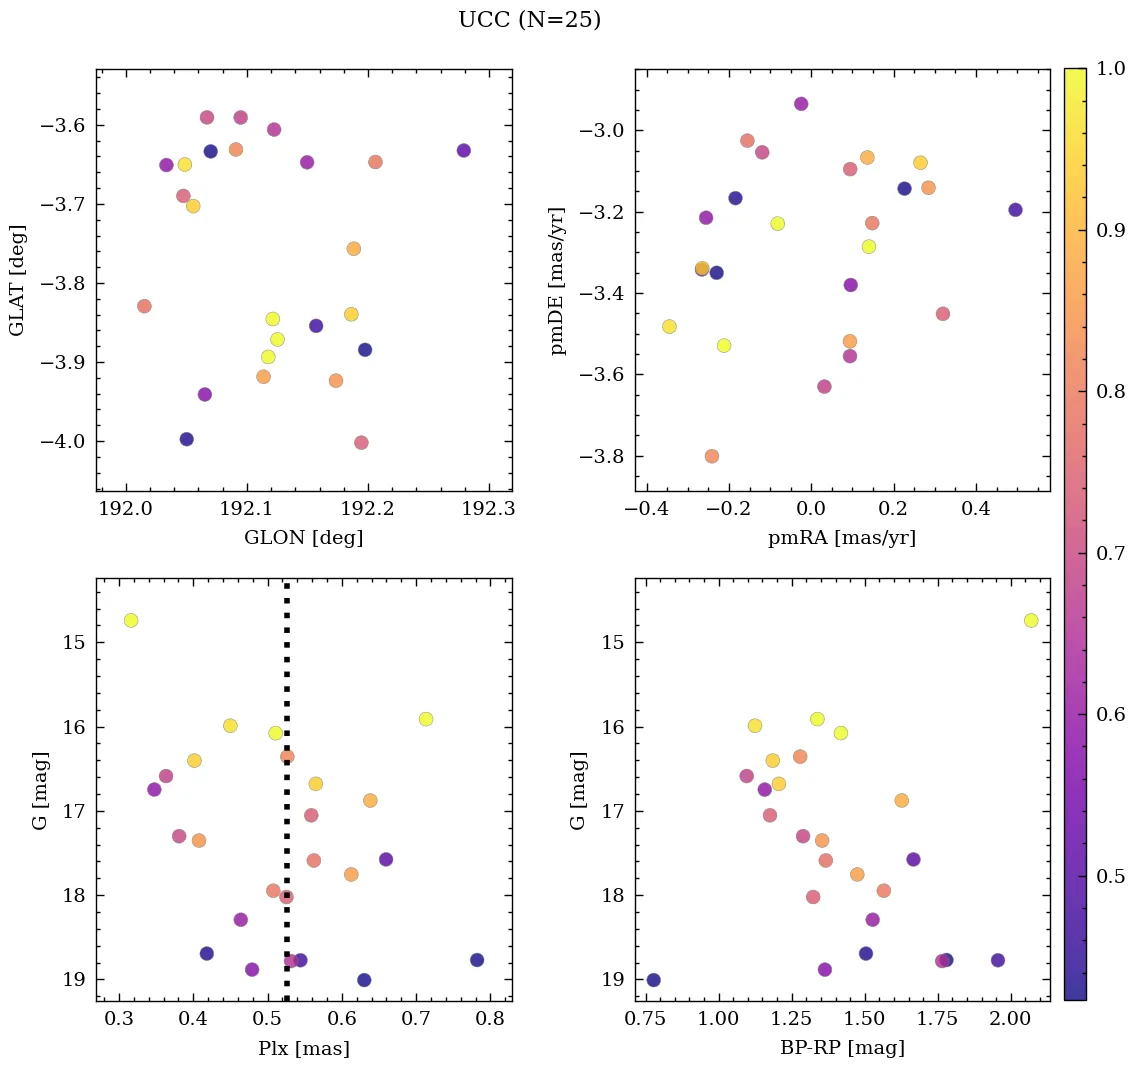 UCC (N=25)
−3.6
−3.7
−3.8
−3.9
−4.0
GLAT [deg]
192.0 192.1 192.2 192.3
GLON [deg]
−3.0
−3.2
−3.4
−3.6
−3.8
pmDE [mas/yr]
−0.4 −0.2 0.0 0.2 0.4
pmRA [mas/yr]
15
16
17
18
19
G [mag]
0.3 0.4 0.5 0.6 0.7 0.8
Plx [mas]
15
16
17
18
19
G [mag]
0.75 1.00 1.25 1.50 1.75 2.00
BP-RP [mag]
1.0
0.9
0.8
0.7
0.6
0.5